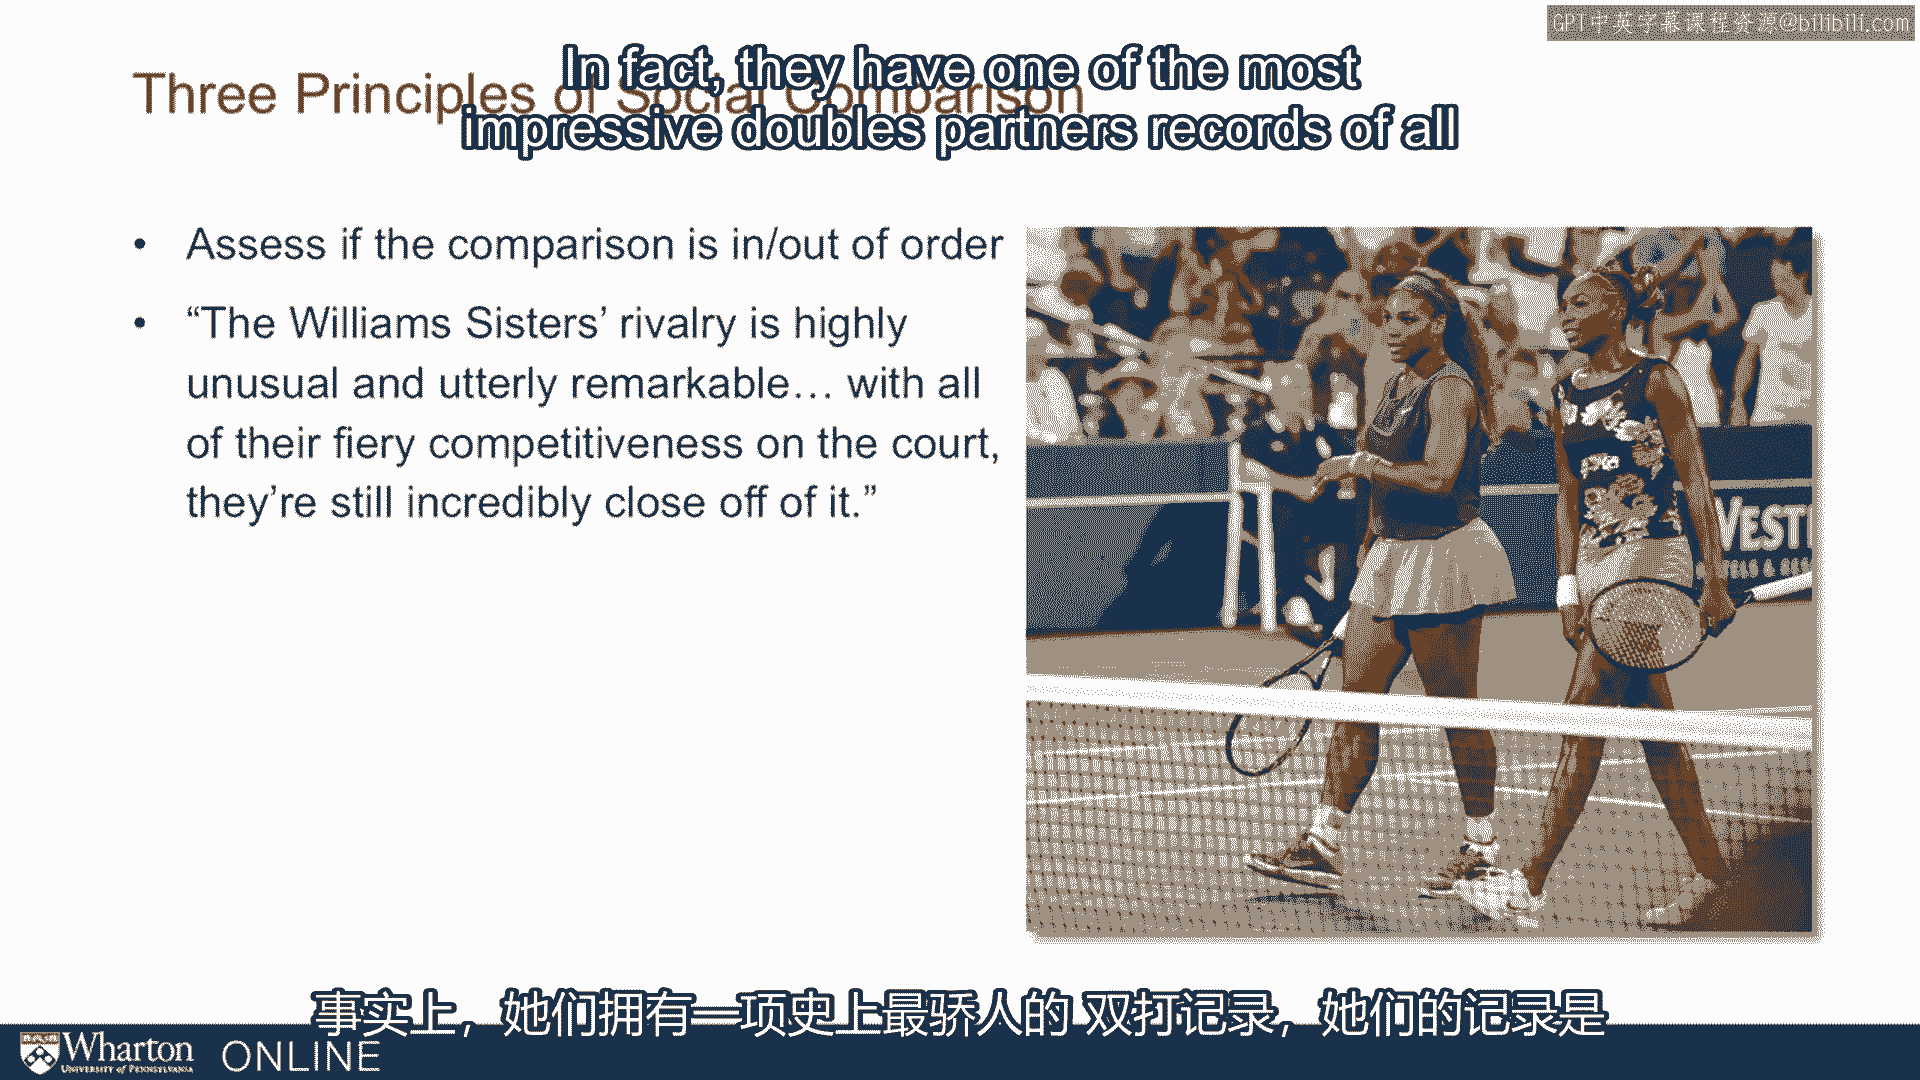 GPT中英字幕课程资源@bilibili.com
In fact, they have one of the most
impressive doubles partners records of all
Three Principles of Social Comparison
• Assess if the comparison is in/out of order
• “The Williams Sisters’ rivalry is highly
unusual and utterly remarkable… with all
of their fiery competitiveness on the court,
they’re still incredibly close off of it.”
事实上，她们拥有一项史上最骄人的 双打记录，她们的记录是
Wharton ONLINE
UNIVERSITY of PENNSYLVANIA